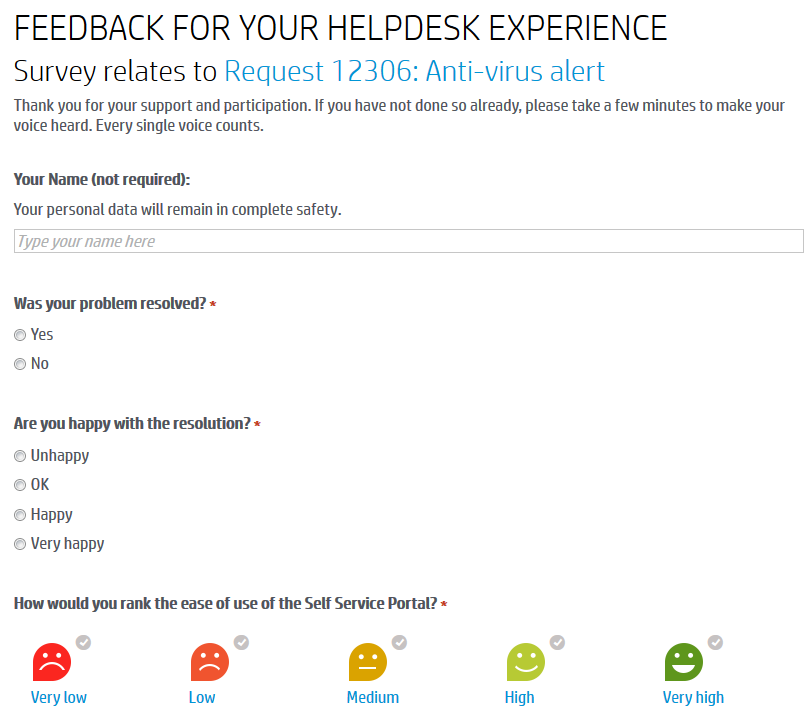 FEEDBACK FOR YOUR HELPDESK EXPERIENCE
Survey relates to Request 12306: Anti-virus alert
Thank you for your support and participation. If you have not done so already, please take a few minutes to make your
voice heard. Every single voice counts.
Your Name (not required):
Your personal data will remain in complete safety.
Type your name here
Was your problem resolved? *
Yes
No
Are you happy with the resolution? *
Unhappy
OK
Happy
Very happy
How would you rank the ease of use of the Self Service Portal? *
Very low Low Medium High Very high